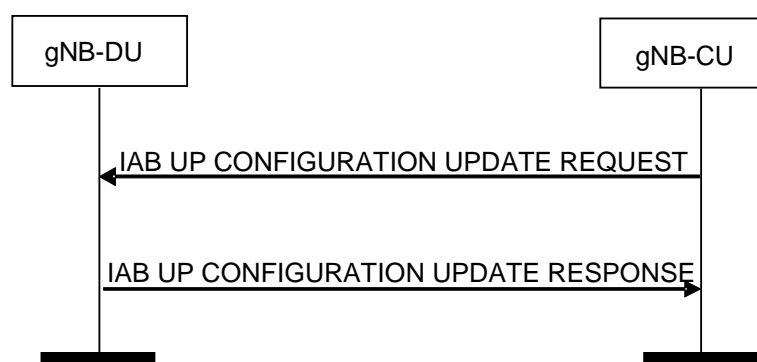 gNB-DU
gNB-CU
IAB UP CONFIGURATION UPDATE REQUEST
IAB UP CONFIGURATION UPDATE RESPONSE